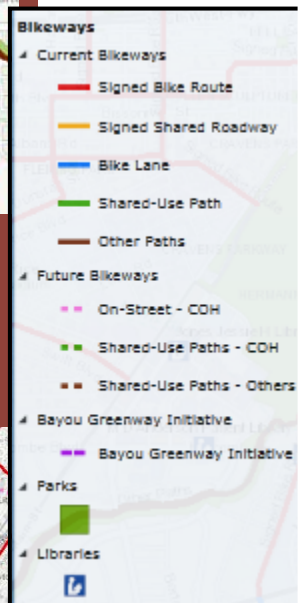 Bikeways
Current Bikeways
Signed Bike Route
Signed Shared Roadway
Bike Lane
Shared-Use Path
Other Paths
Future Bikeways
On-Street - COH
Shared-Use Paths - COH
Shared-Use Paths - Others
Bayou Greenway Initiative
Bayou Greenway Initiative
Parks
Libraries